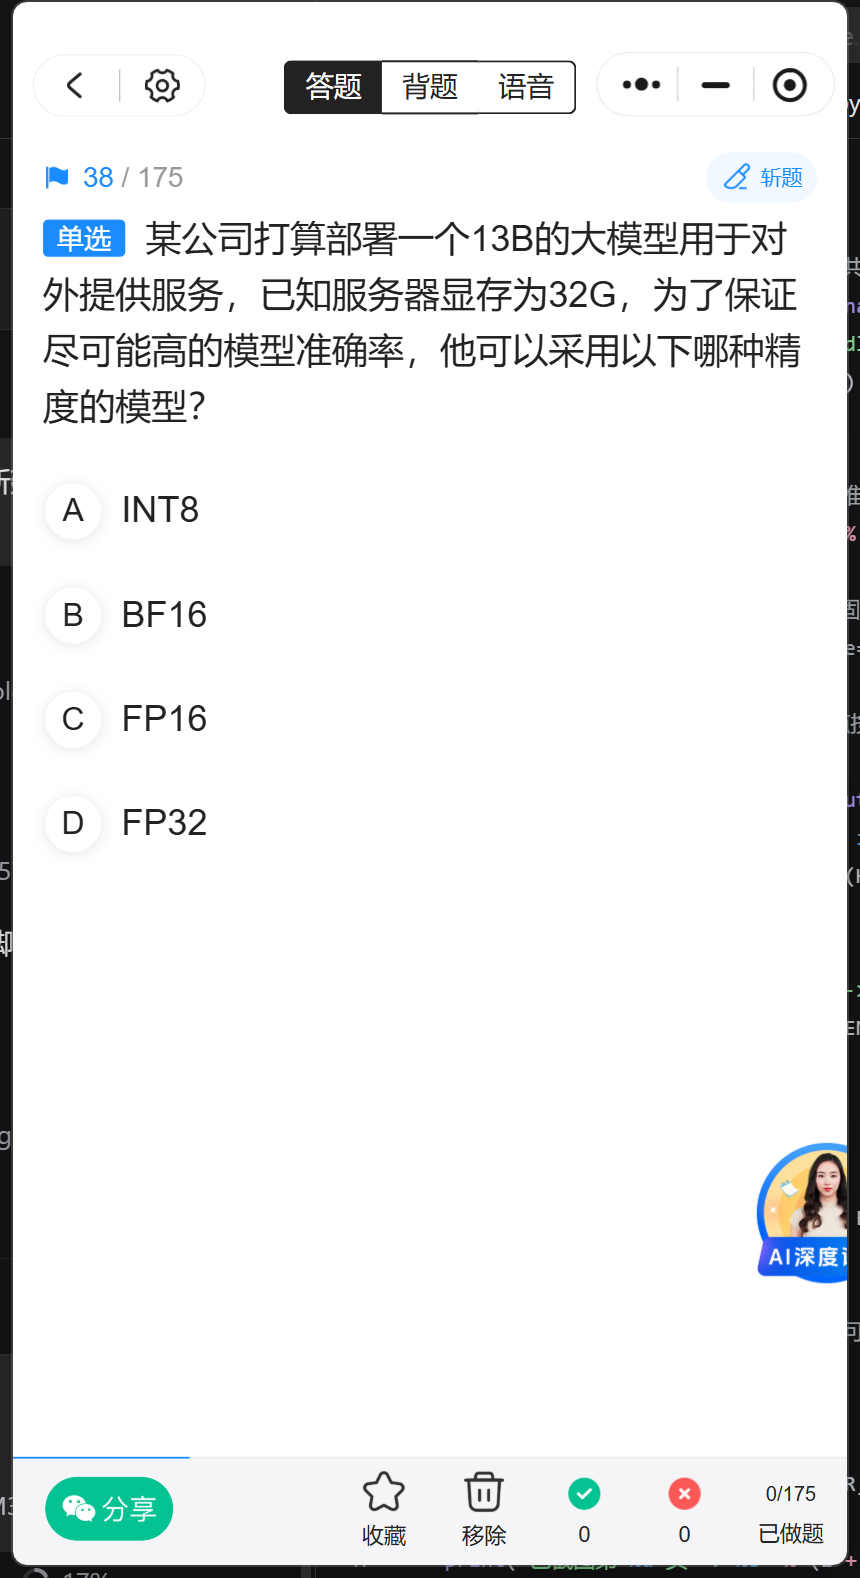 答题 背题 语音
38 / 175
斩题
单选 某公司打算部署一个13B的大模型用于对
外提供服务，已知服务器显存为32G，为了保证
尽可能高的模型准确率，他可以采用以下哪种精
度的模型？
A INT8
B BF16
C FP16
D FP32
AI深度
分享
收藏
移除
0
0
0/175
已做题
17%